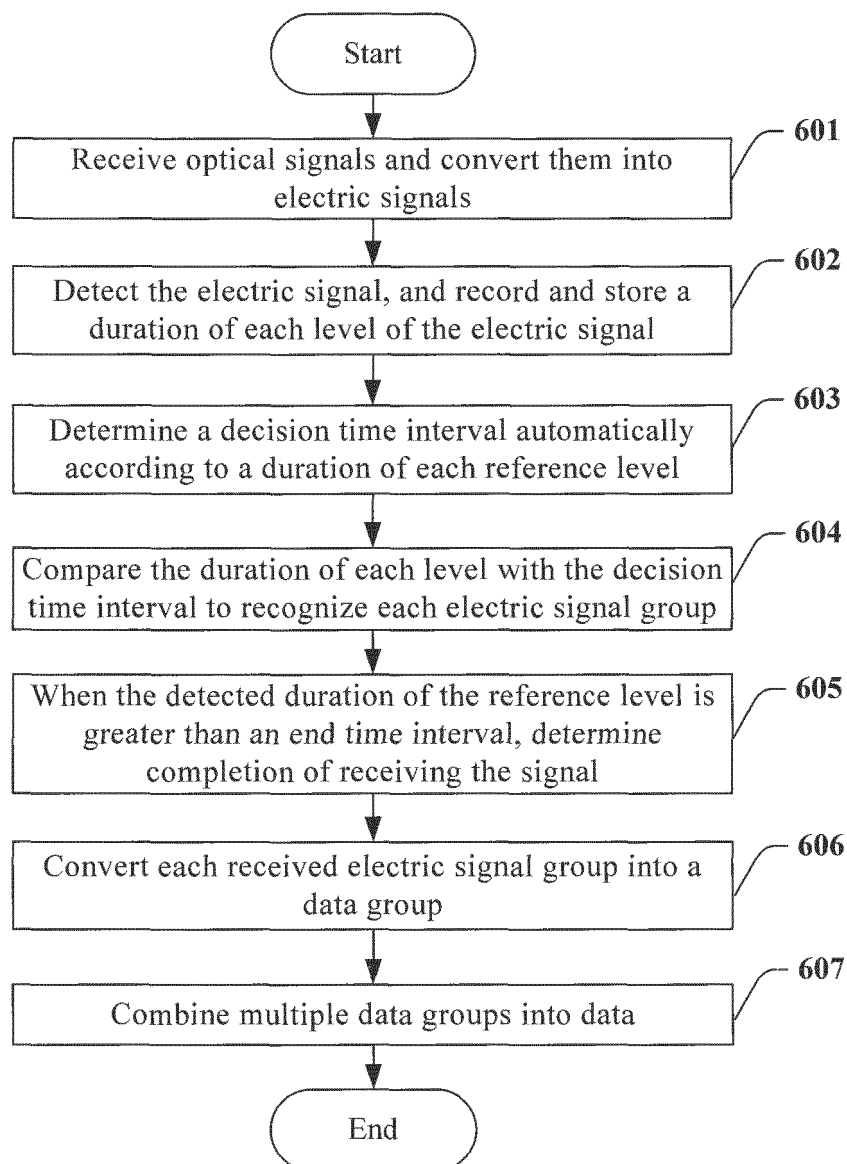 Start
601
Receive optical signals and convert them into
electric signals
602
Detect the electric signal, and record and store a
duration of each level of the electric signal
603
Determine a decision time interval automatically
according to a duration of each reference level
604
Compare the duration of each level with the decision
time interval to recognize each electric signal group
605
When the detected duration of the reference level is
greater than an end time interval, determine
completion of receiving the signal
606
Convert each received electric signal group into a
data group
607
Combine multiple data groups into data
End